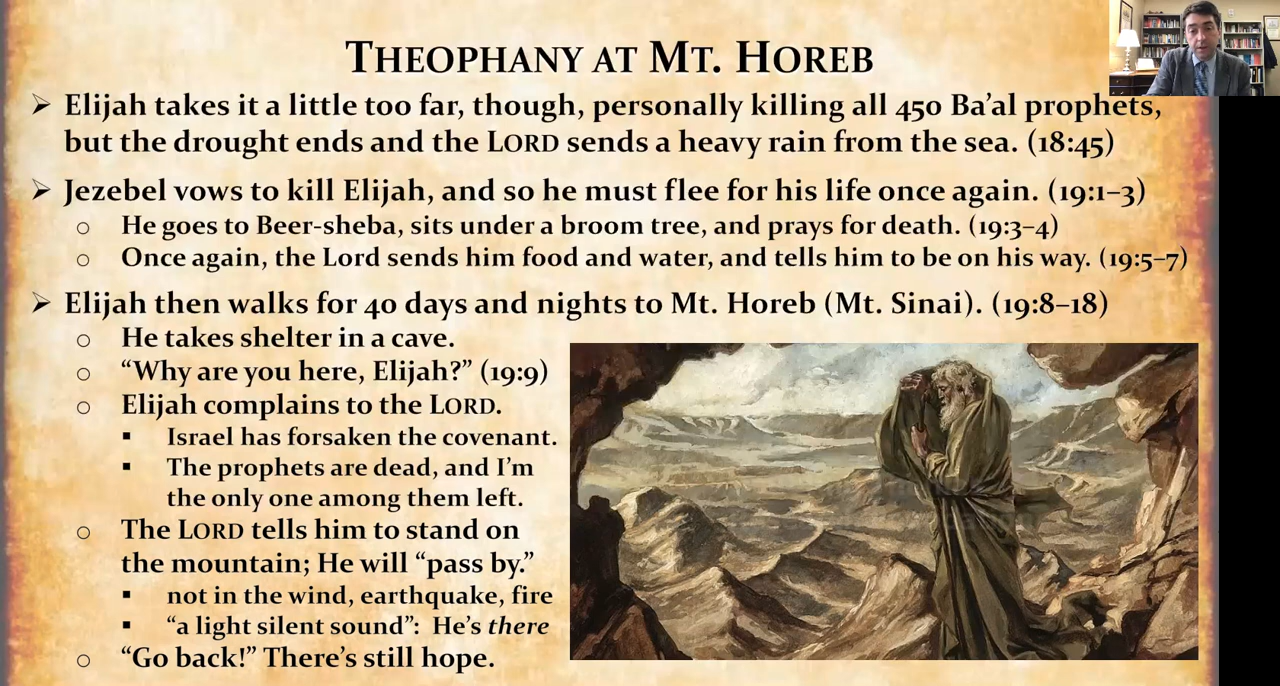 THEOPHANY AT MT. HOREB
➢ Elijah takes it a little too far, though, personally killing all 450 Ba’al prophets,
but the drought ends and the LORD sends a heavy rain from the sea. (18:45)
➢ Jezebel vows to kill Elijah, and so he must flee for his life once again. (19:1–3)
○ He goes to Beer-sheba, sits under a broom tree, and prays for death. (19:3–4)
○ Once again, the Lord sends him food and water, and tells him to be on his way. (19:5–7)
➢ Elijah then walks for 40 days and nights to Mt. Horeb (Mt. Sinai). (19:8–18)
○ He takes shelter in a cave.
○ “Why are you here, Elijah?” (19:9)
○ Elijah complains to the LORD.
▪ Israel has forsaken the covenant.
▪ The prophets are dead, and I’m
the only one among them left.
○ The LORD tells him to stand on
the mountain; He will “pass by.”
▪ not in the wind, earthquake, fire
▪ “a light silent sound”: He’s there
○ “Go back!” There’s still hope.